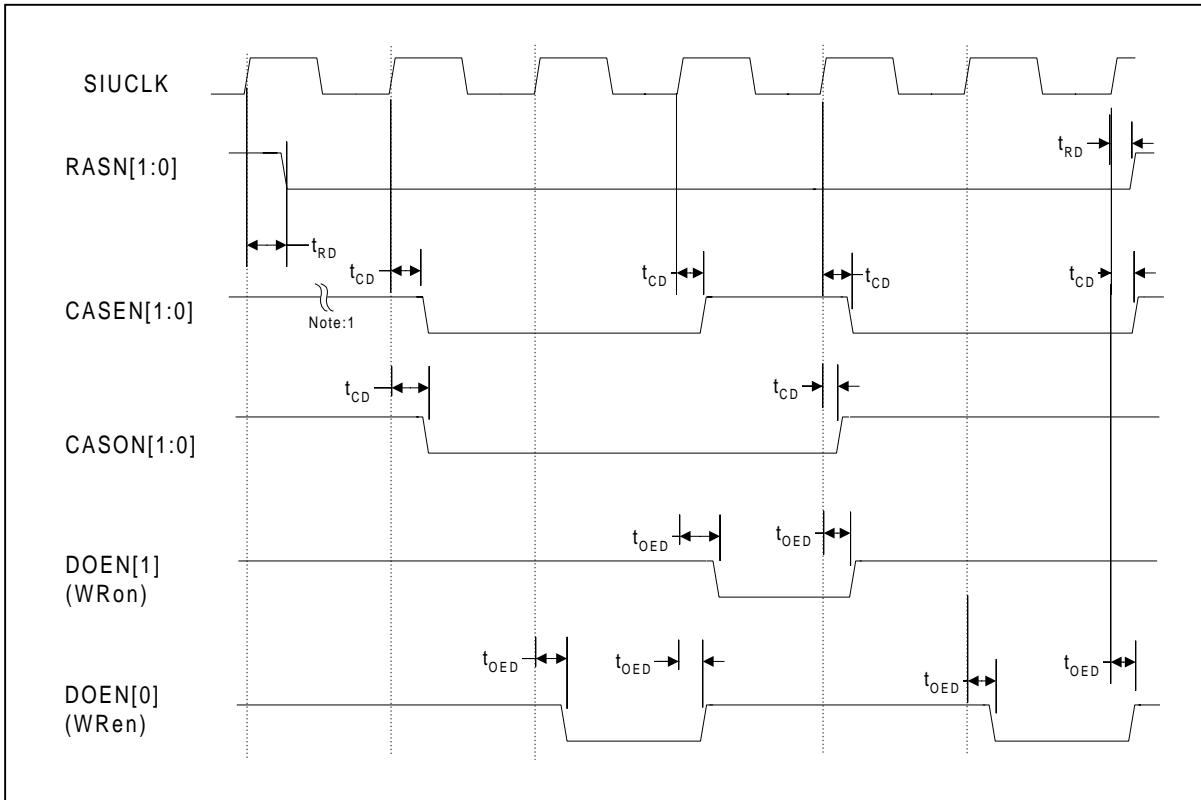 SIUCLK
RASN[1:0]
tRD
tRD
tCD
tCD
tCD
tCD
CASEN[1:0]
Note:1
tCD
tCD
CASON[1:0]
tOED
tOED
DOEN[1]
(WRon)
tOED
tOED
tOED
tOED
DOEN[0]
(WRen)